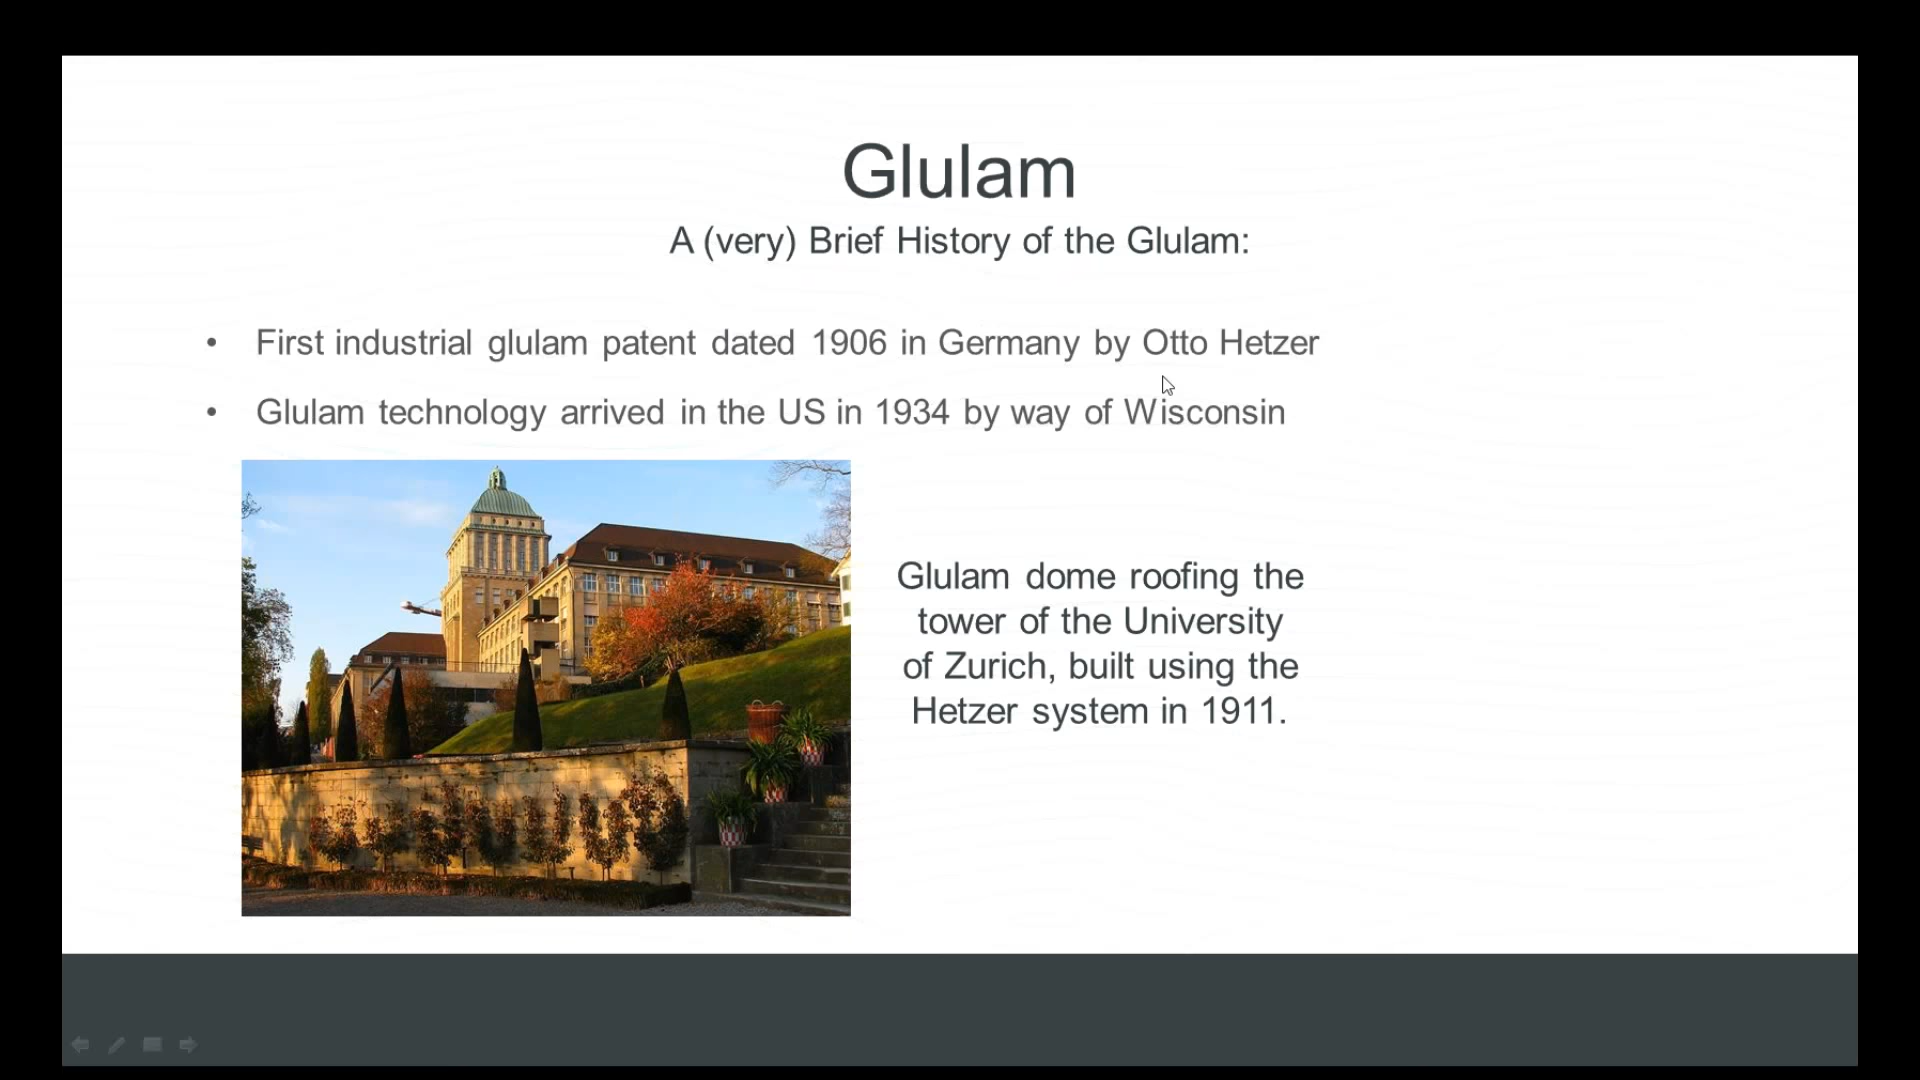 Glulam
A (very) Brief History of the Glulam:
• First industrial glulam patent dated 1906 in Germany by Otto Hetzer
• Glulam technology arrived in the US in 1934 by way of Wisconsin
Glulam dome roofing the
tower of the University
of Zurich, built using the
Hetzer system in 1911.